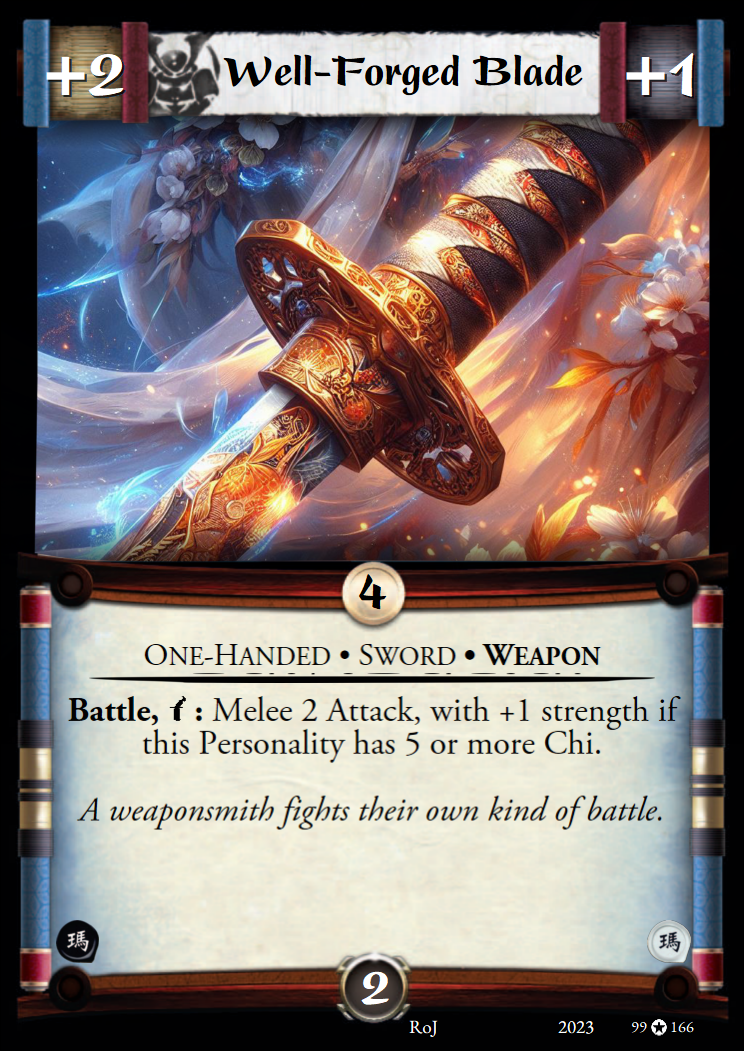 +2 Well-Forged Blade +1
4
One-Handed • Sword • Weapon
Battle, : Melee 2 Attack, with +1 strength if
this Personality has 5 or more Chi.
A weaponsmith fights their own kind of battle.
瑪 瑪
2
RoJ 2023 99 166